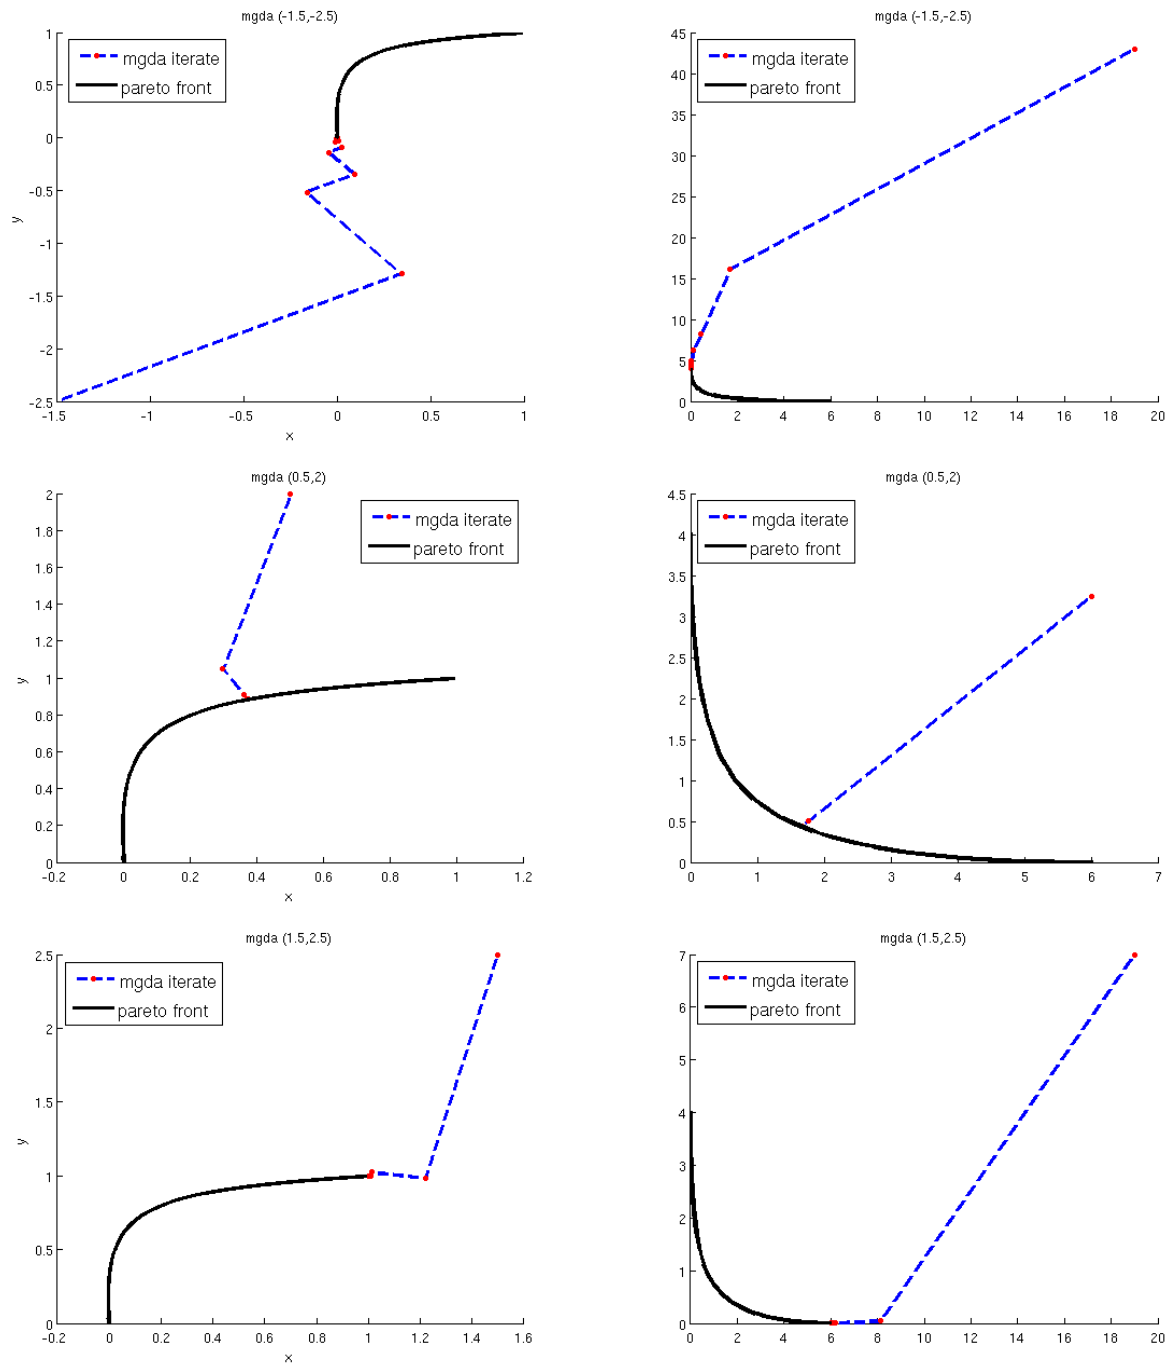 mgda (-1.5,-2.5)
1
0.5
0
-0.5
-1
-1.5
-2
-2.5
y
mgda iterate
pareto front
-1.5 -1 -0.5 0 0.5 1
x
mgda (-1.5,-2.5)
45
40
35
30
25
20
15
10
5
0
mgda iterate
pareto front
0 2 4 6 8 10 12 14 16 18 20
mgda (0.5,2)
2
1.8
1.6
1.4
1.2
1
0.8
0.6
0.4
0.2
0
y
mgda iterate
pareto front
-0.2 0 0.2 0.4 0.6 0.8 1 1.2
x
mgda (0.5,2)
4.5
4
3.5
3
2.5
2
1.5
1
0.5
0
mgda iterate
pareto front
0 1 2 3 4 5 6 7
mgda (1.5,2.5)
2.5
2
1.5
1
0.5
0
y
mgda iterate
pareto front
-0.2 0 0.2 0.4 0.6 0.8 1 1.2 1.4 1.6
x
mgda (1.5,2.5)
7
6
5
4
3
2
1
0
mgda iterate
pareto front
0 2 4 6 8 10 12 14 16 18 20